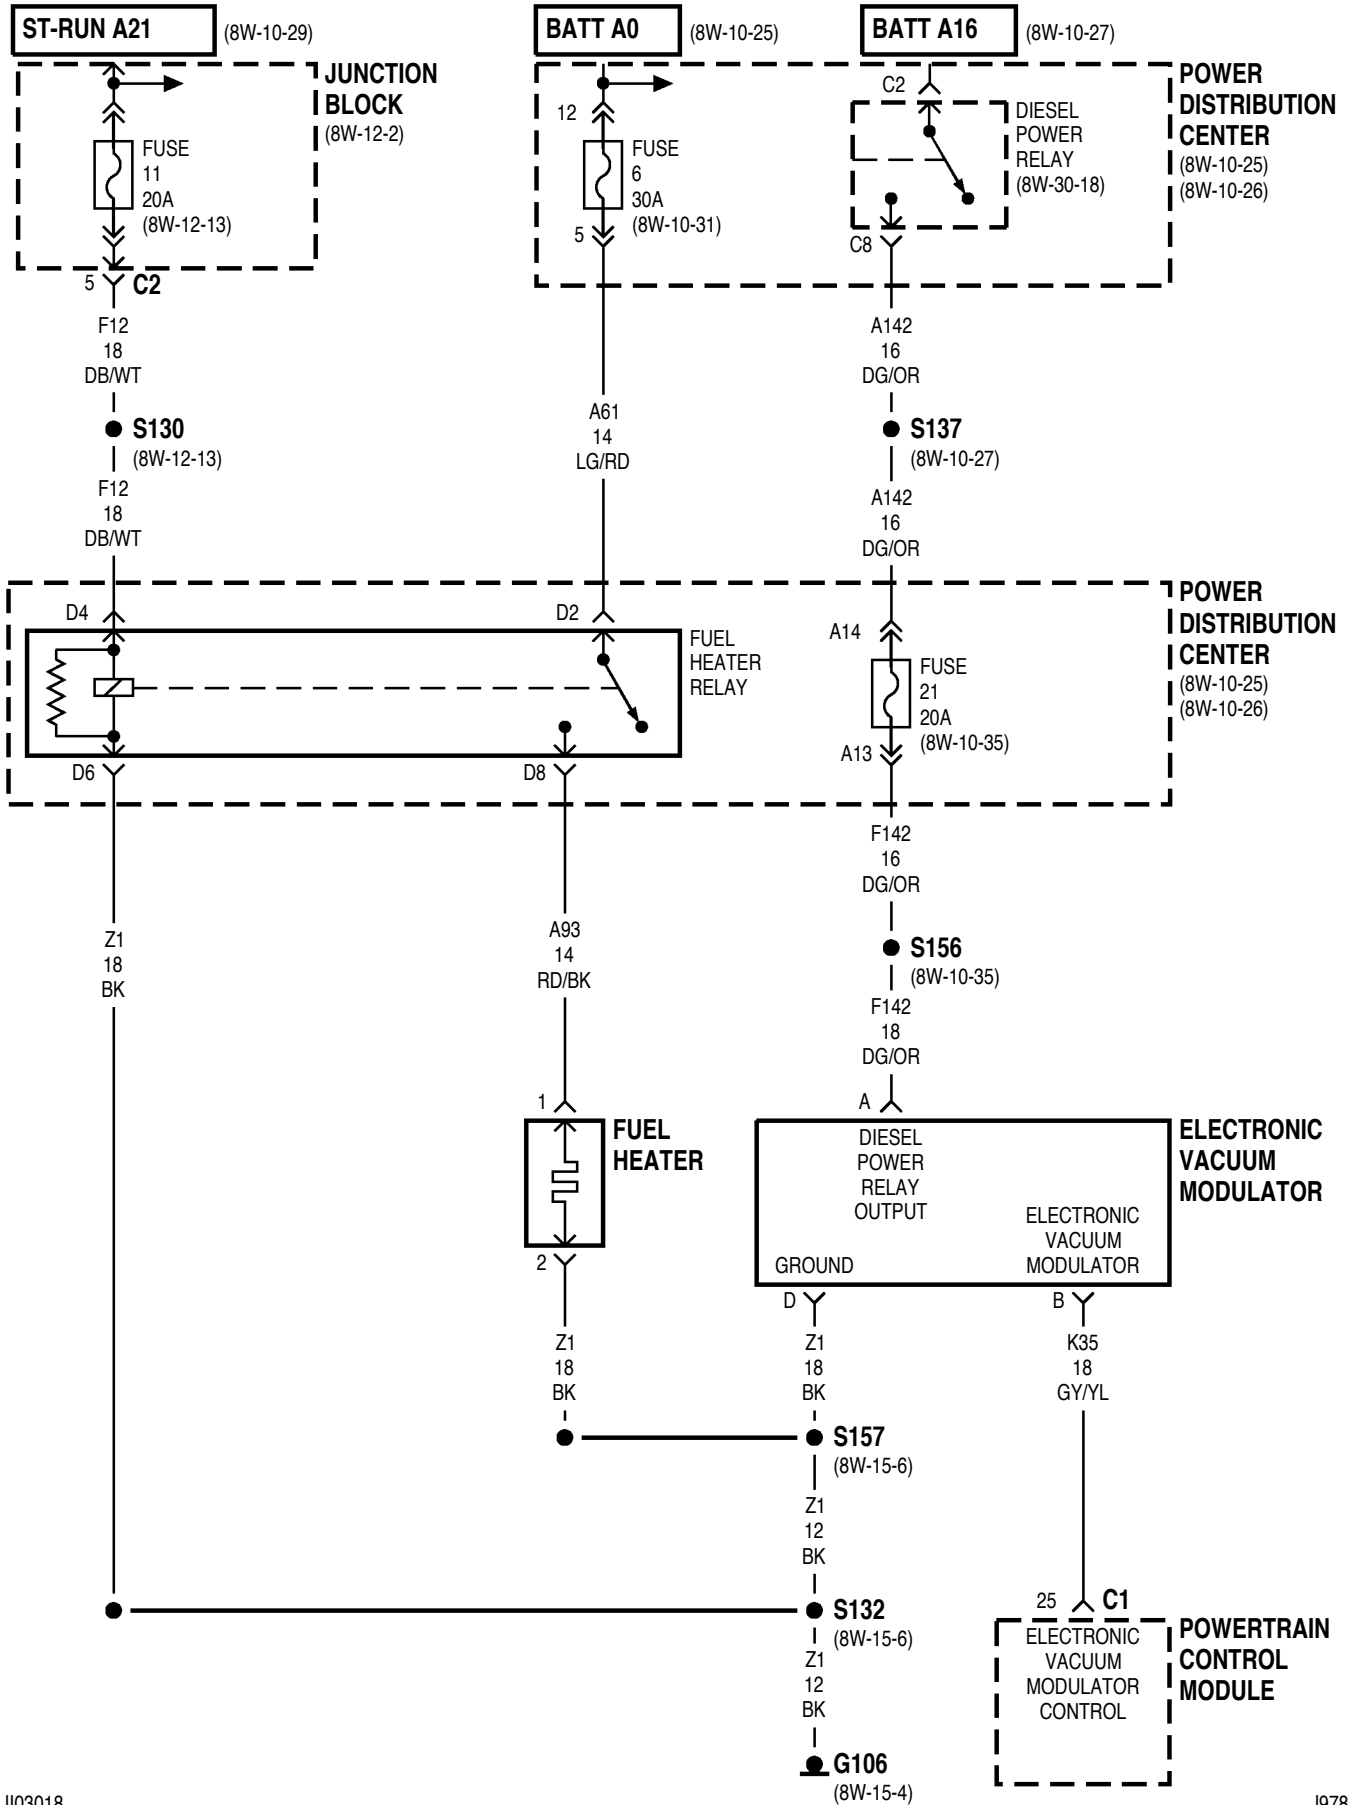 ST-RUN A21
(8W-10-29)
BATT A0
(8W-10-25)
BATT A16
(8W-10-27)
JUNCTION
BLOCK
(8W-12-2)
FUSE
11
20A
(8W-12-13)
5
C2
12
FUSE
6
30A
(8W-10-31)
5
C2
DIESEL
POWER
RELAY
(8W-30-18)
C8
POWER
DISTRIBUTION
CENTER
(8W-10-25)
(8W-10-26)
F12
18
DB/WT
S130
(8W-12-13)
F12
18
DB/WT
A61
14
LG/RD
A142
16
DG/OR
S137
(8W-10-27)
A142
16
DG/OR
D4
D2
FUEL
HEATER
RELAY
D6
D8
A14
FUSE
21
20A
(8W-10-35)
A13
POWER
DISTRIBUTION
CENTER
(8W-10-25)
(8W-10-26)
Z1
18
BK
A93
14
RD/BK
F142
16
DG/OR
S156
(8W-10-35)
F142
18
DG/OR
1
FUEL
HEATER
2
A
DIESEL
POWER
RELAY
OUTPUT
GROUND
ELECTRONIC
VACUUM
MODULATOR
ELECTRONIC
VACUUM
MODULATOR
D
B
Z1
18
BK
Z1
18
BK
K35
18
GY/YL
S157
(8W-15-6)
Z1
12
BK
S132
(8W-15-6)
Z1
12
BK
G106
(8W-15-4)
25
C1
ELECTRONIC
VACUUM
MODULATOR
CONTROL
POWERTRAIN
CONTROL
MODULE